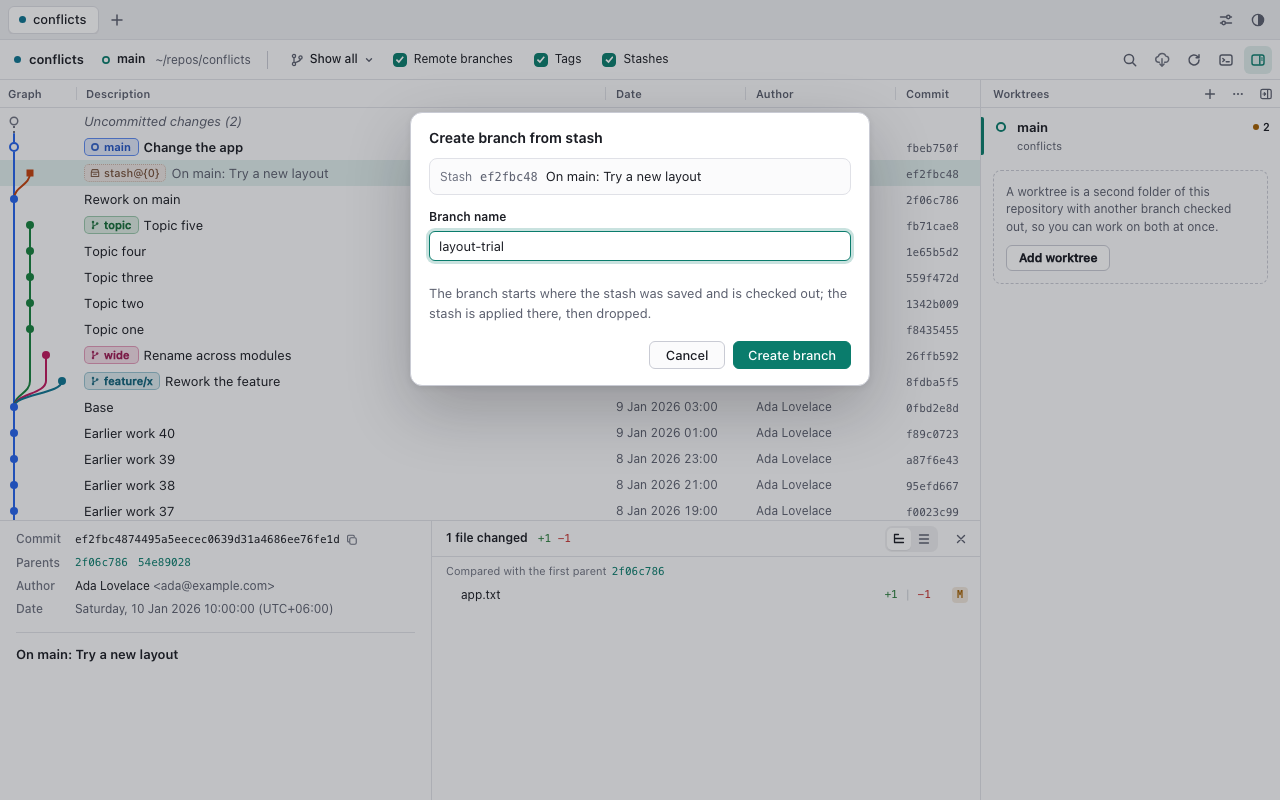 conflicts
conflicts main ~/repos/conflicts Show all Remote branches Tags Stashes
Graph Description Date Author Commit Worktrees
Uncommitted changes (2)
main Change the app fbeb750f
stash@{0} On main: Try a new layout ef2fbc48
Rework on main 2f06c786
topic Topic five fb71cae8
Topic four 1e65b5d2
Topic three 559f472d
Topic two 1342b009
Topic one f8435455
wide Rename across modules 26ffb592
feature/x Rework the feature 8fdba5f5
Base 9 Jan 2026 03:00 Ada Lovelace 0fbd2e8d
Earlier work 40 9 Jan 2026 01:00 Ada Lovelace f89c0723
Earlier work 39 8 Jan 2026 23:00 Ada Lovelace a87f6e43
Earlier work 38 8 Jan 2026 21:00 Ada Lovelace 95efd667
Earlier work 37 8 Jan 2026 19:00 Ada Lovelace f0023c99
Create branch from stash
Stash ef2fbc48 On main: Try a new layout
Branch name
layout-trial
The branch starts where the stash was saved and is checked out; the
stash is applied there, then dropped.
Cancel Create branch
main 2
conflicts
A worktree is a second folder of this
repository with another branch checked
out, so you can work on both at once.
Add worktree
Commit ef2fbc4874495a5eecec0639d31a4686ee76fe1d
Parents 2f06c786 54e89028
Author Ada Lovelace <ada@example.com>
Date Saturday, 10 Jan 2026 10:00:00 (UTC+06:00)
On main: Try a new layout
1 file changed +1 −1
Compared with the first parent 2f06c786
app.txt +1 −1 M